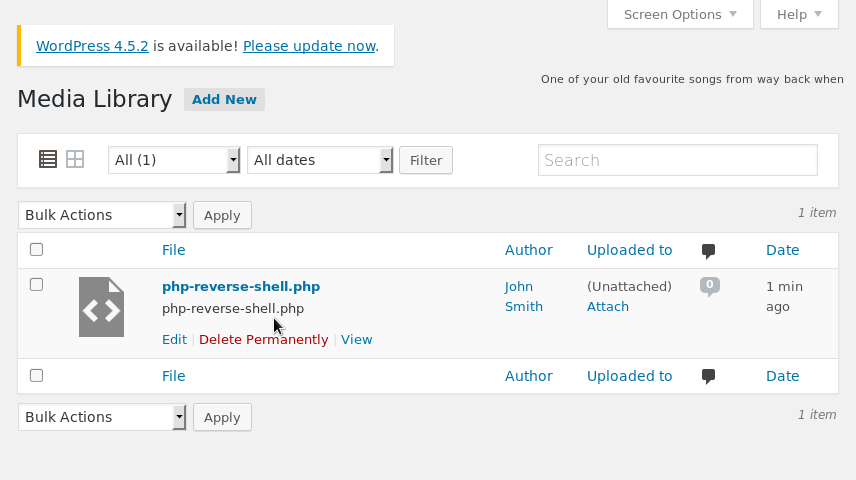 Screen Options Help
WordPress 4.5.2 is available! Please update now.
One of your old favourite songs from way back when
Media Library Add New
All (1) All dates Filter Search
Bulk Actions Apply 1 item
File Author Uploaded to Date
php-reverse-shell.php John (Unattached) 0 1 min
php-reverse-shell.php Smith Attach ago
Edit | Delete Permanently | View
File Author Uploaded to Date
Bulk Actions Apply 1 item